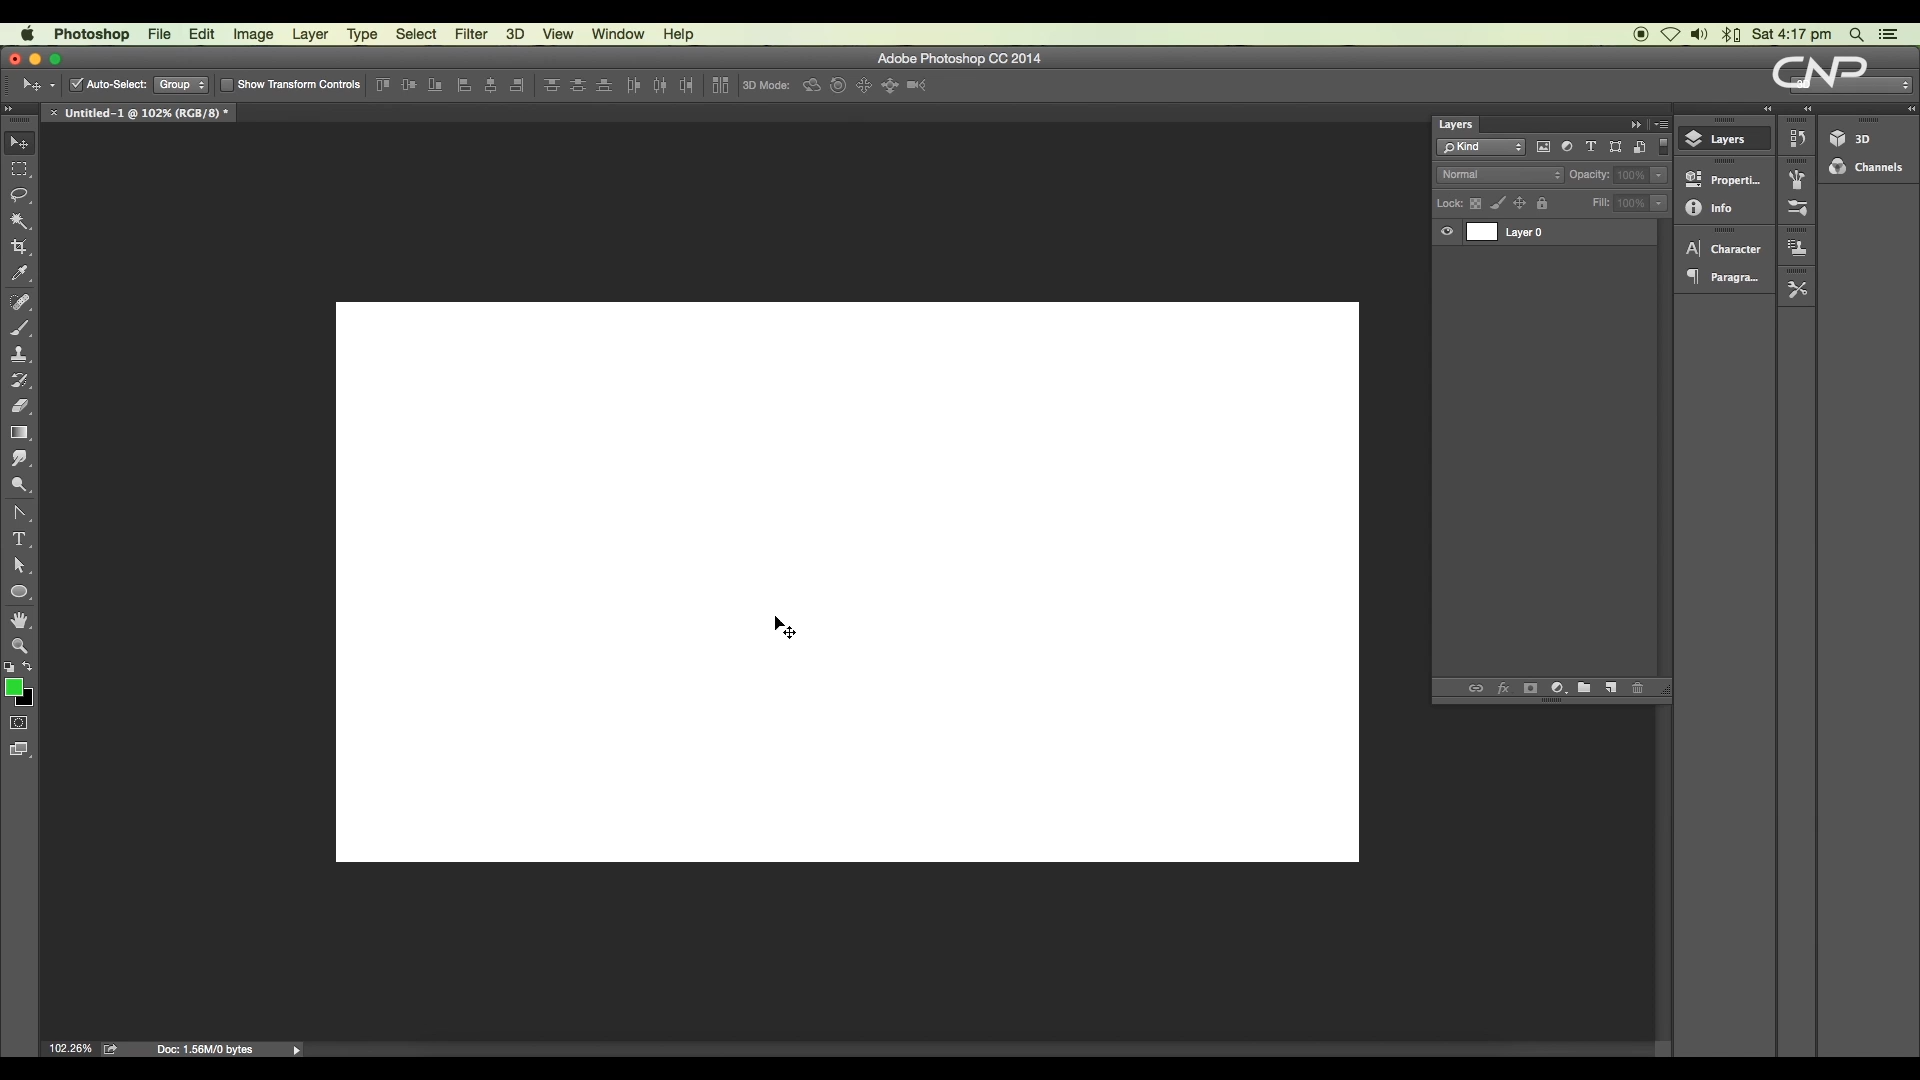 Photoshop File Edit Image Layer Type Select Filter 3D View Window Help Sat 4:17 pm
Adobe Photoshop CC 2014
CNP
Auto-Select: Group Show Transform Controls 3D Mode:
Untitled-1 @ 102% (RGB/8) *
Layers
Kind
Normal Opacity: 100%
Lock: Fill: 100%
Layer 0
Layers
Properti...
Info
Character
Paragra...
3D
Channels
102.26% Doc: 1.56M/0 bytes